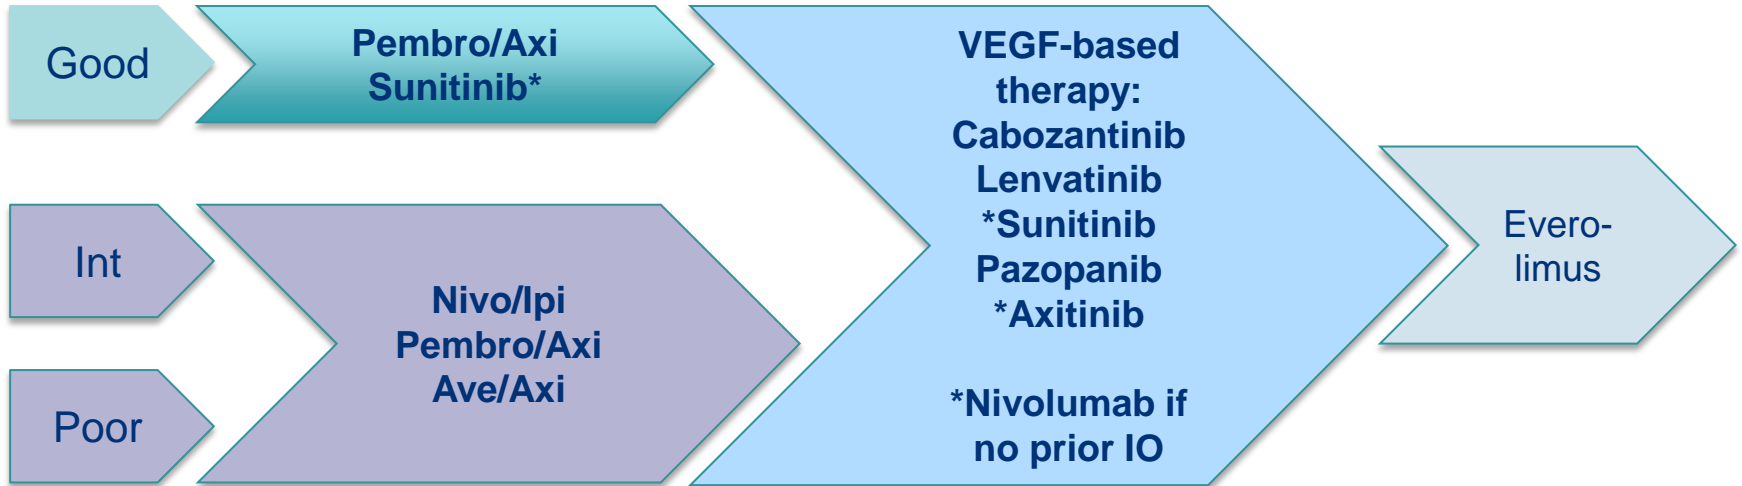 Good
Pembro/Axi
Sunitinib*
Int
Poor
Nivo/Ipi
Pembro/Axi
Ave/Axi
VEGF-based
therapy:
Cabozantinib
Lenvatinib
*Sunitinib
Pazopanib
*Axitinib
*Nivolumab if
no prior IO
Evero-
limus